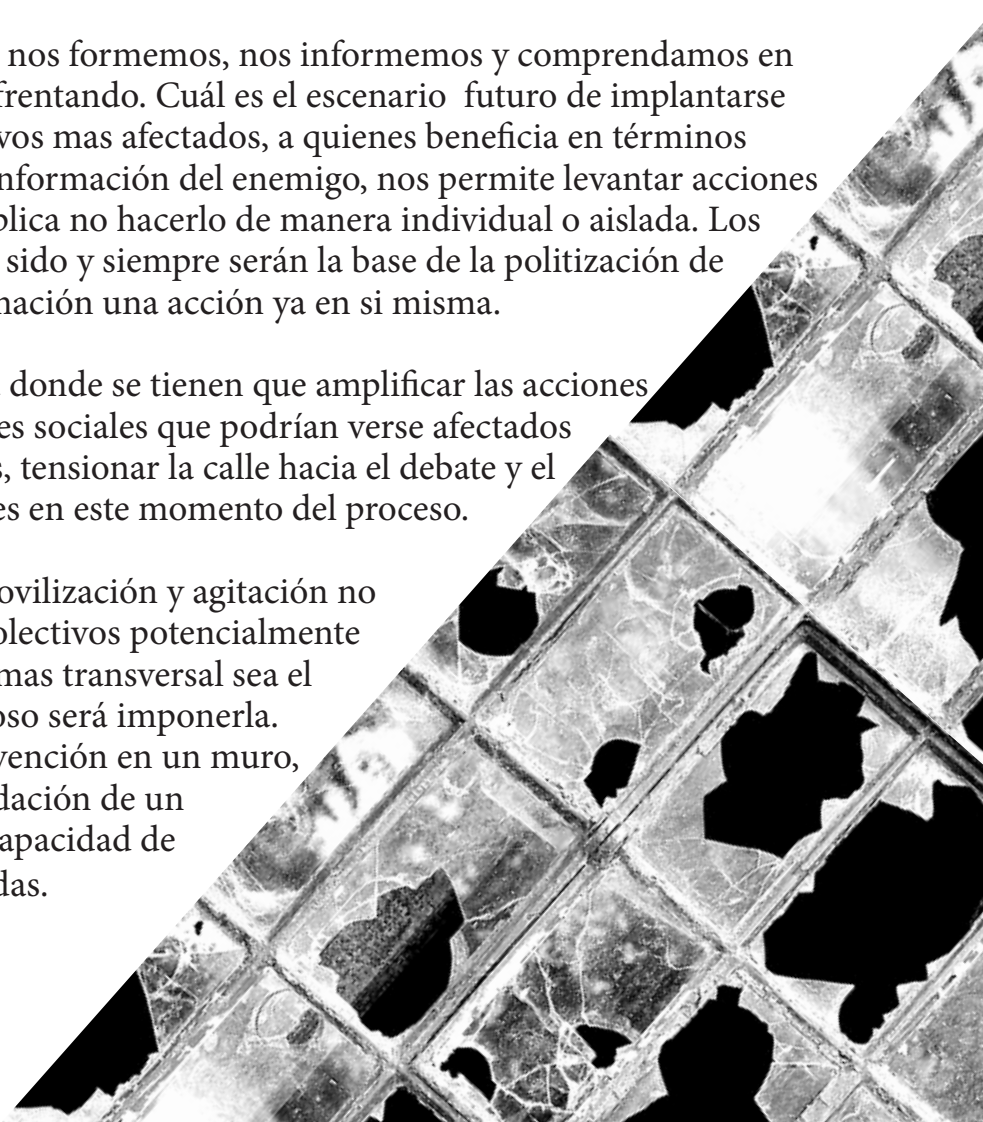 nos formemos, nos informemos y comprendamos en
frentando. Cuál es el escenario futuro de implantarse
vos mas afectados, a quienes beneficia en términos
nformación del enemigo, nos permite levantar acciones
plica no hacerlo de manera individual o aislada. Los
sido y siempre serán la base de la politización de
mación una acción ya en si misma.
donde se tienen que amplificar las acciones
es sociales que podrían verse afectados
s, tensionar la calle hacia el debate y el
es en este momento del proceso.
ovilización y agitación no
olectivos potencialmente
mas transversal sea el
oso será imponerla.
vención en un muro,
dación de un
apacidad de
das.